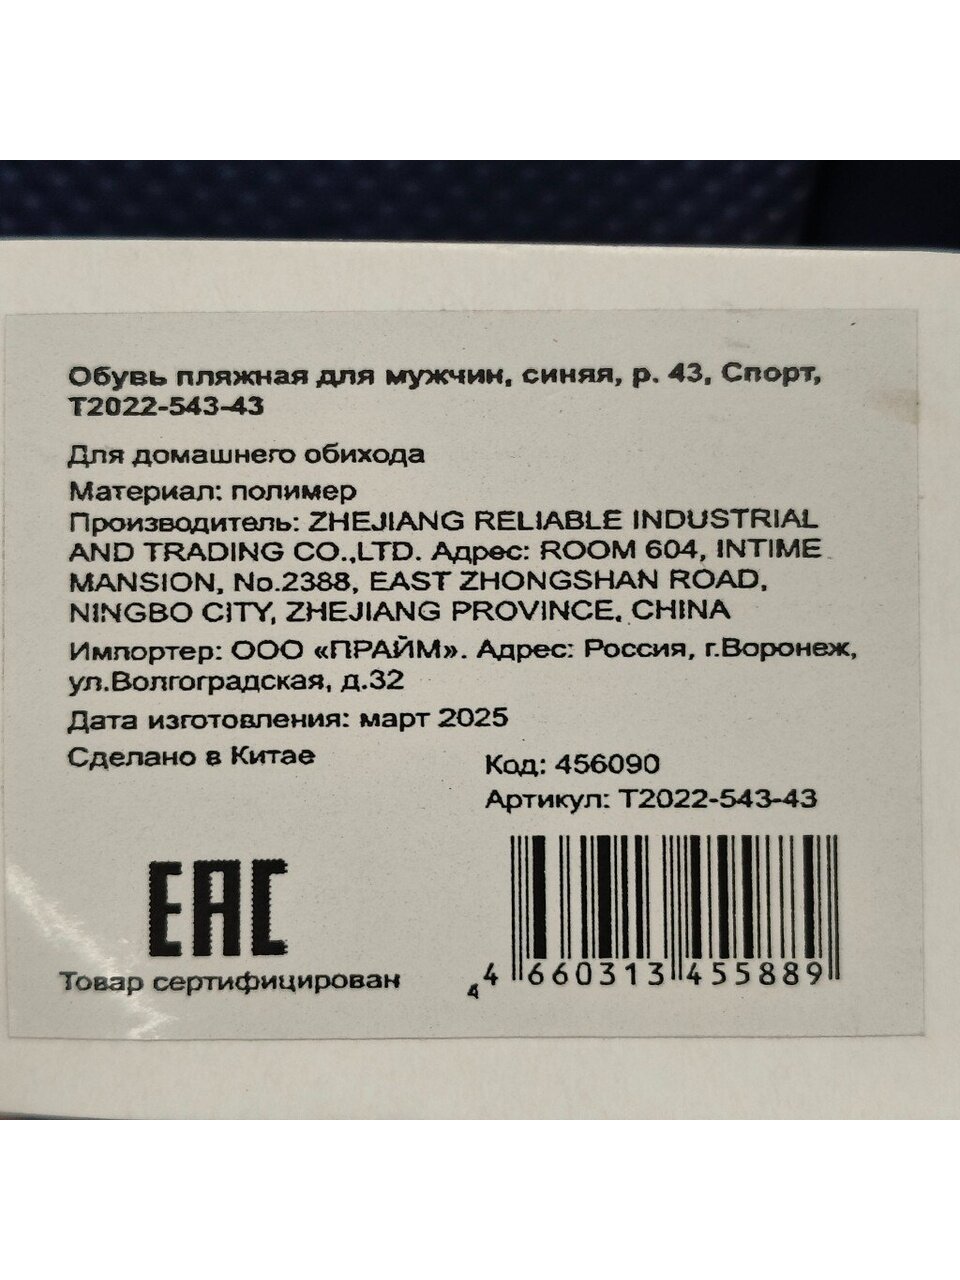 Обувь пляжная для мужчин, синяя, р. 43, Спорт,
Т2022-543-43
Для домашнего обихода
Материал: полимер
Производитель: ZHEJIANG RELIABLE INDUSTRIAL
AND TRADING CO.,LTD. Адрес: ROOM 604, INTIME
MANSION, No.2388, EAST ZHONGSHAN ROAD,
NINGBO CITY, ZHEJIANG PROVINCE, CHINA
Импортер: ООО «ПРАЙМ». Адрес: Россия, г.Воронеж,
ул.Волгоградская, д.32
Дата изготовления: март 2025
Сделано в Китае
Код: 456090
Артикул: Т2022-543-43
ЕАС
Товар сертифицирован
4 660313 455889
4